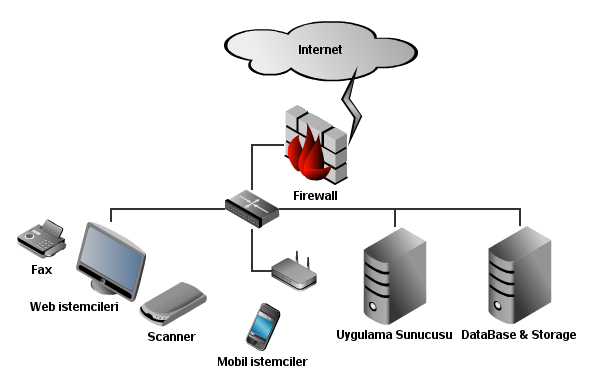 Internet
Firewall
Fax
Web istemcileri
Scanner
Mobil istemciler
Uygulama Sunucusu
DataBase & Storage